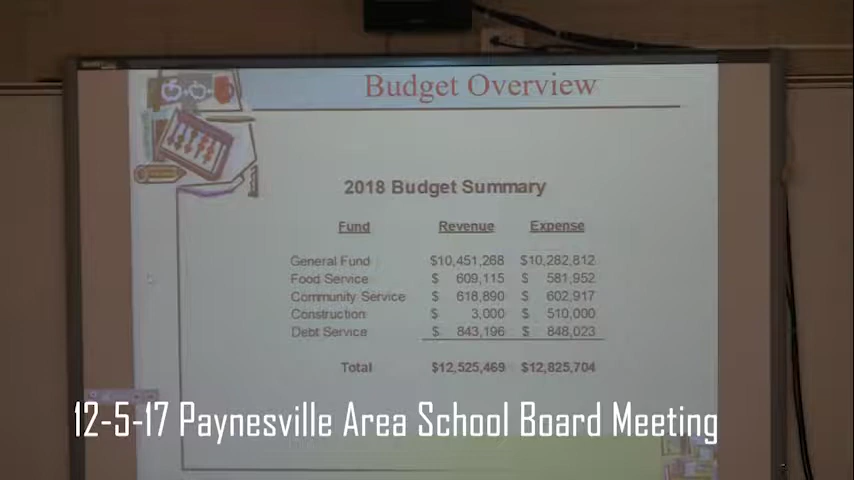 Budget Overview
2018 Budget Summary
Fund Revenue Expense
General Fund $10,451,268 $10,282,812
Food Service $ 609,115 $ 581,952
Community Service $ 618,890 $ 602,917
Construction $ 3,000 $ 510,000
Debt Service $ 843,196 $ 848,023
Total $12,525,469 $12,825,704
12-5-17 Paynesville Area School Board Meeting